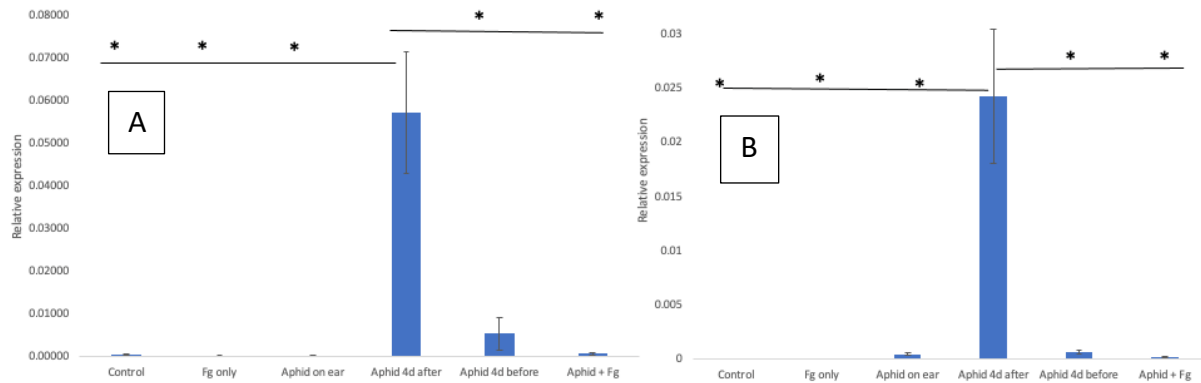 0.08000
0.07000
0.06000
0.05000
0.04000
0.03000
0.02000
0.01000
0.00000
Relative expression
A
* * * * *
Control Fg only Aphid on ear Aphid 4d after Aphid 4d before Aphid + Fg
0.03
0.025
0.02
0.015
0.01
0.005
0
Relative expression
B
* * * * *
Control Fg only Aphid on ear Aphid 4d after Aphid 4d before Aphid + Fg